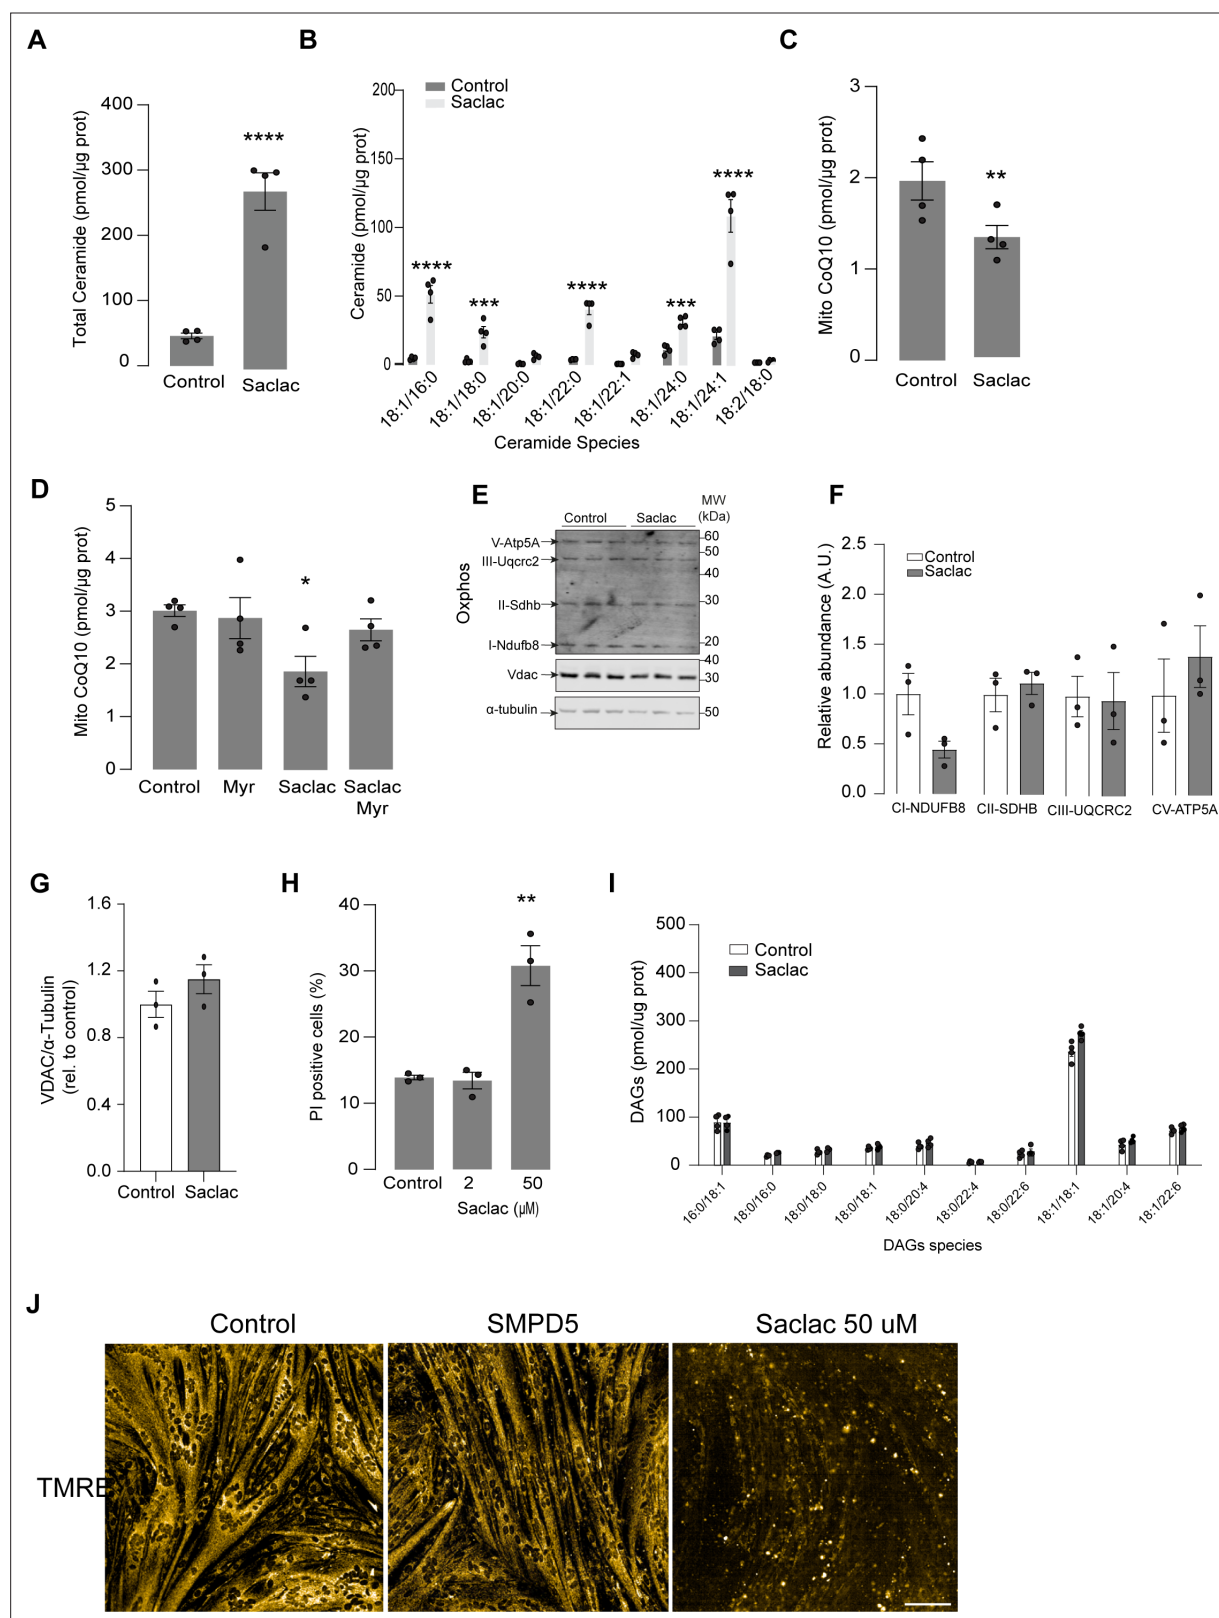 A
B
C
Total Ceramide (pmol/µg prot)
400
300
200
100
0
****
Control
Saclac
Ceramide (pmol/µg prot)
200
150
100
50
0
Control
Saclac
****
***
****
***
****
18:1/16:0
18:1/18:0
18:1/20:0
18:1/22:0
18:1/22:1
18:1/24:0
18:1/24:1
18:2/18:0
Ceramide Species
Mito CoQ10 (pmol/µg prot)
3
2
1
0
**
Control
Saclac
D
E
F
Mito CoQ10 (pmol/µg prot)
5
4
3
2
1
0
*
Control
Myr
Saclac
Saclac
Myr
Oxphos
Control
Saclac
MW
(kDa)
V-Atp5A
III-Uqcrc2
II-Sdhb
I-Ndufb8
Vdac
α-tubulin
60
50
40
30
20
40
30
50
Relative abundance (A.U.)
2.5
2.0
1.5
1.0
0.5
0.0
Control
Saclac
CI-NDUFB8
CII-SDHB
CIII-UQCRC2
CV-ATP5A
G
H
I
VDAC/α-Tubulin
(rel. to control)
1.6
1.2
0.8
0.4
0.0
Control
Saclac
PI positive cells (%)
40
30
20
10
0
**
Control
2
50
Saclac (µM)
DAGs (pmol/ug prot)
500
400
300
200
100
0
Control
Saclac
16:0/18:1
18:0/16:0
18:0/18:0
18:0/18:1
18:0/20:4
18:0/22:4
18:0/22:6
18:1/18:1
18:1/20:4
18:1/22:6
DAGs species
J
Control
SMPD5
Saclac 50 uM
TMRE